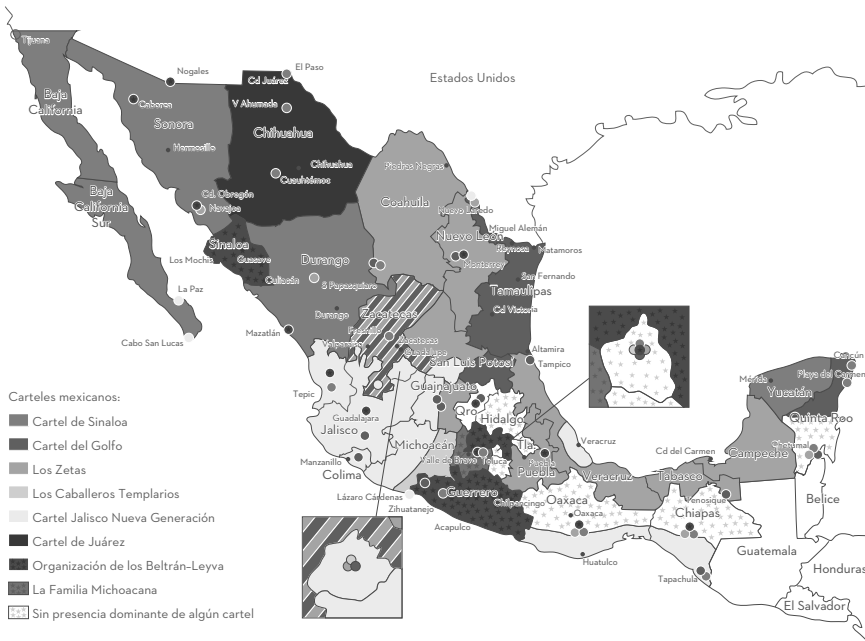 Tijuana
Nogales
El Paso
Cd Juárez
Estados Unidos
Baja
California
Caborca
Sonora
V Ahumada
Chihuahua
Hermosillo
Chihuahua
Cuauhtémoc
Piedras Negras
Baja
California
Sur
Cd. Obregón
Navojoa
Coahuila
Nuevo Laredo
Miguel Alemán
Nuevo León
Reynosa
Matamoros
Sinaloa
Los Mochis
Guasave
Durango
Monterrey
Culiacán
S Papasquiaro
San Fernando
Tamaulipas
La Paz
Durango
Zacatecas
Cd Victoria
Cabo San Lucas
Mazatlán
Fresnillo
Valparaíso
Zacatecas
Guadalupe
Altamira
Tampico
San Luis Potosí
Cancún
Playa del Carmen
Mérida
Yucatán
Tepic
Guanajuato
Qro
Hidalgo
Guadalajara
Jalisco
Quintana Roo
Michoacán
Tla
Veracruz
Chetumal
Manzanillo
Colima
Valle de Bravo
Toluca
Puebla
Puebla
Cd del Carmen
Campeche
Veracruz
Tabasco
Lázaro Cárdenas
Zihuatanejo
Guerrero
Chilpancingo
Oaxaca
Oaxaca
Tenosique
Chiapas
Belice
Acapulco
Huatulco
Guatemala
Tapachula
Honduras
El Salvador
Carteles mexicanos:
Cartel de Sinaloa
Cartel del Golfo
Los Zetas
Los Caballeros Templarios
Cartel Jalisco Nueva Generación
Cartel de Juárez
Organización de los Beltrán-Leyva
La Familia Michoacana
Sin presencia dominante de algún cartel